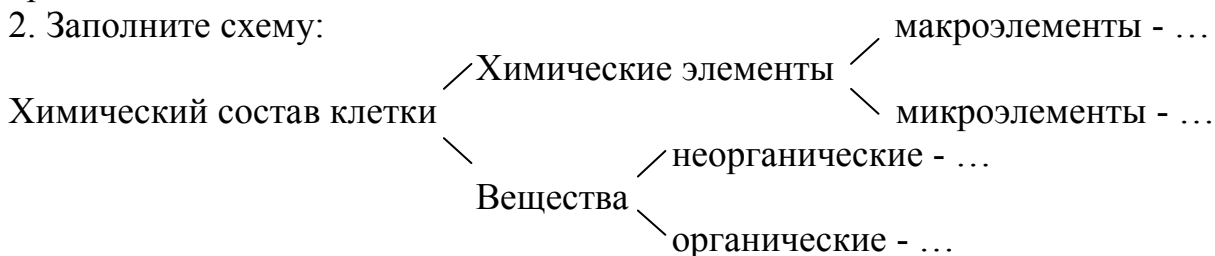 2. Заполните схему:
макроэлементы - …
Химические элементы
Химический состав клетки
микроэлементы - …
неорганические - …
Вещества
органические - …